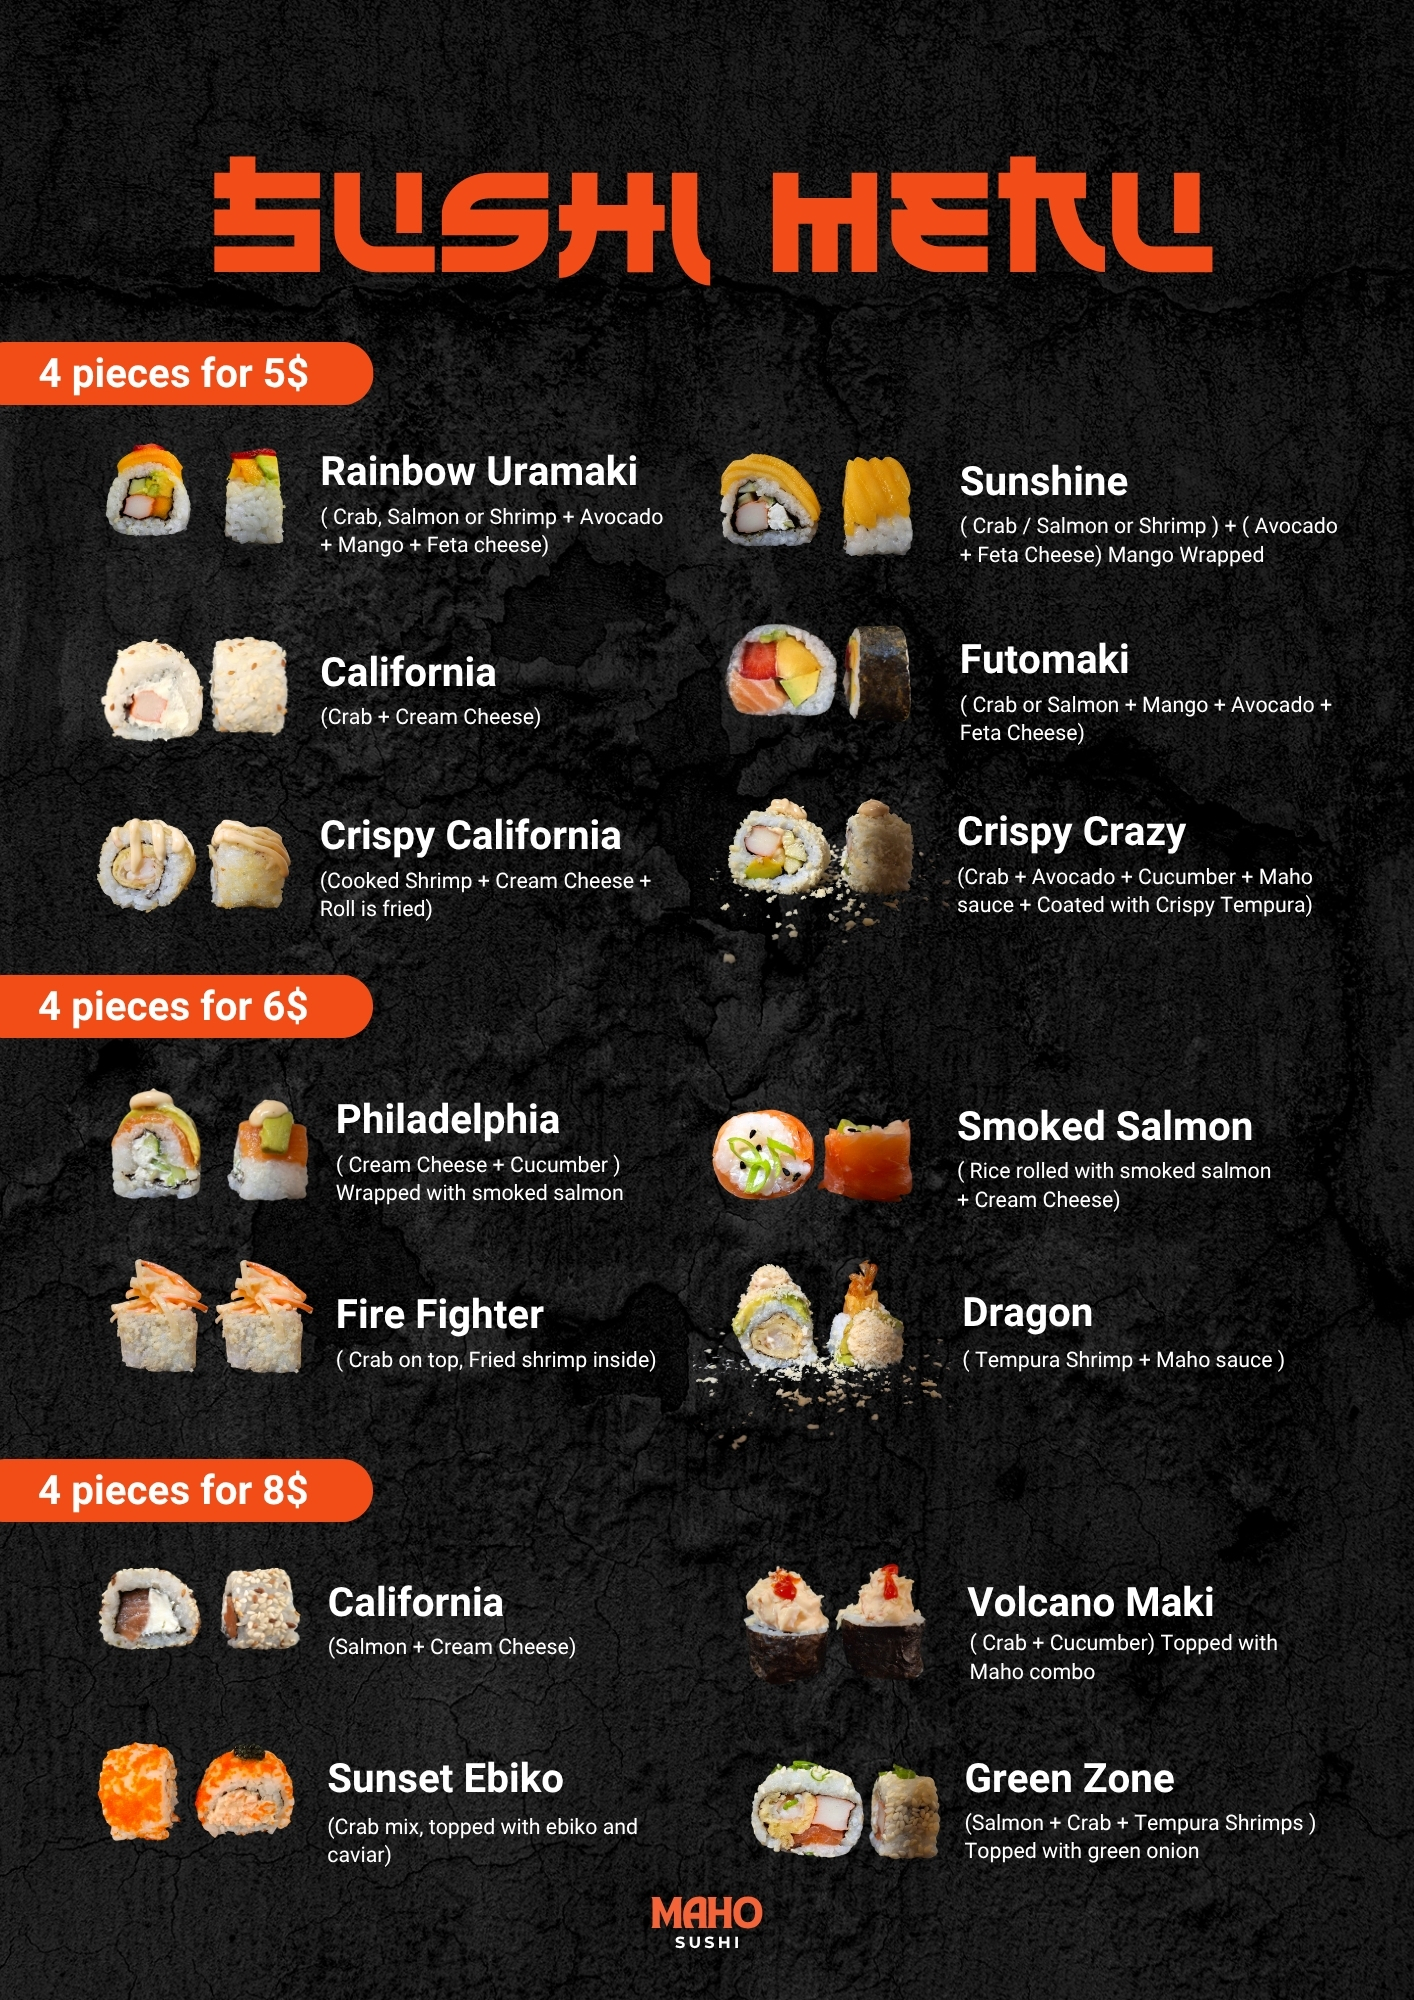 SUSHI MENU
4 pieces for 5$
Rainbow Uramaki
( Crab, Salmon or Shrimp + Avocado
+ Mango + Feta cheese)
Sunshine
( Crab / Salmon or Shrimp ) + ( Avocado
+ Feta Cheese) Mango Wrapped
California
(Crab + Cream Cheese)
Futomaki
( Crab or Salmon + Mango + Avocado +
Feta Cheese)
Crispy California
(Cooked Shrimp + Cream Cheese +
Roll is fried)
Crispy Crazy
(Crab + Avocado + Cucumber + Maho
sauce + Coated with Crispy Tempura)
4 pieces for 6$
Philadelphia
( Cream Cheese + Cucumber )
Wrapped with smoked salmon
Smoked Salmon
( Rice rolled with smoked salmon
+ Cream Cheese)
Fire Fighter
( Crab on top, Fried shrimp inside)
Dragon
( Tempura Shrimp + Maho sauce )
4 pieces for 8$
California
(Salmon + Cream Cheese)
Volcano Maki
( Crab + Cucumber) Topped with
Maho combo
Sunset Ebiko
(Crab mix, topped with ebiko and
caviar)
Green Zone
(Salmon + Crab + Tempura Shrimps )
Topped with green onion
MAHO
SUSHI